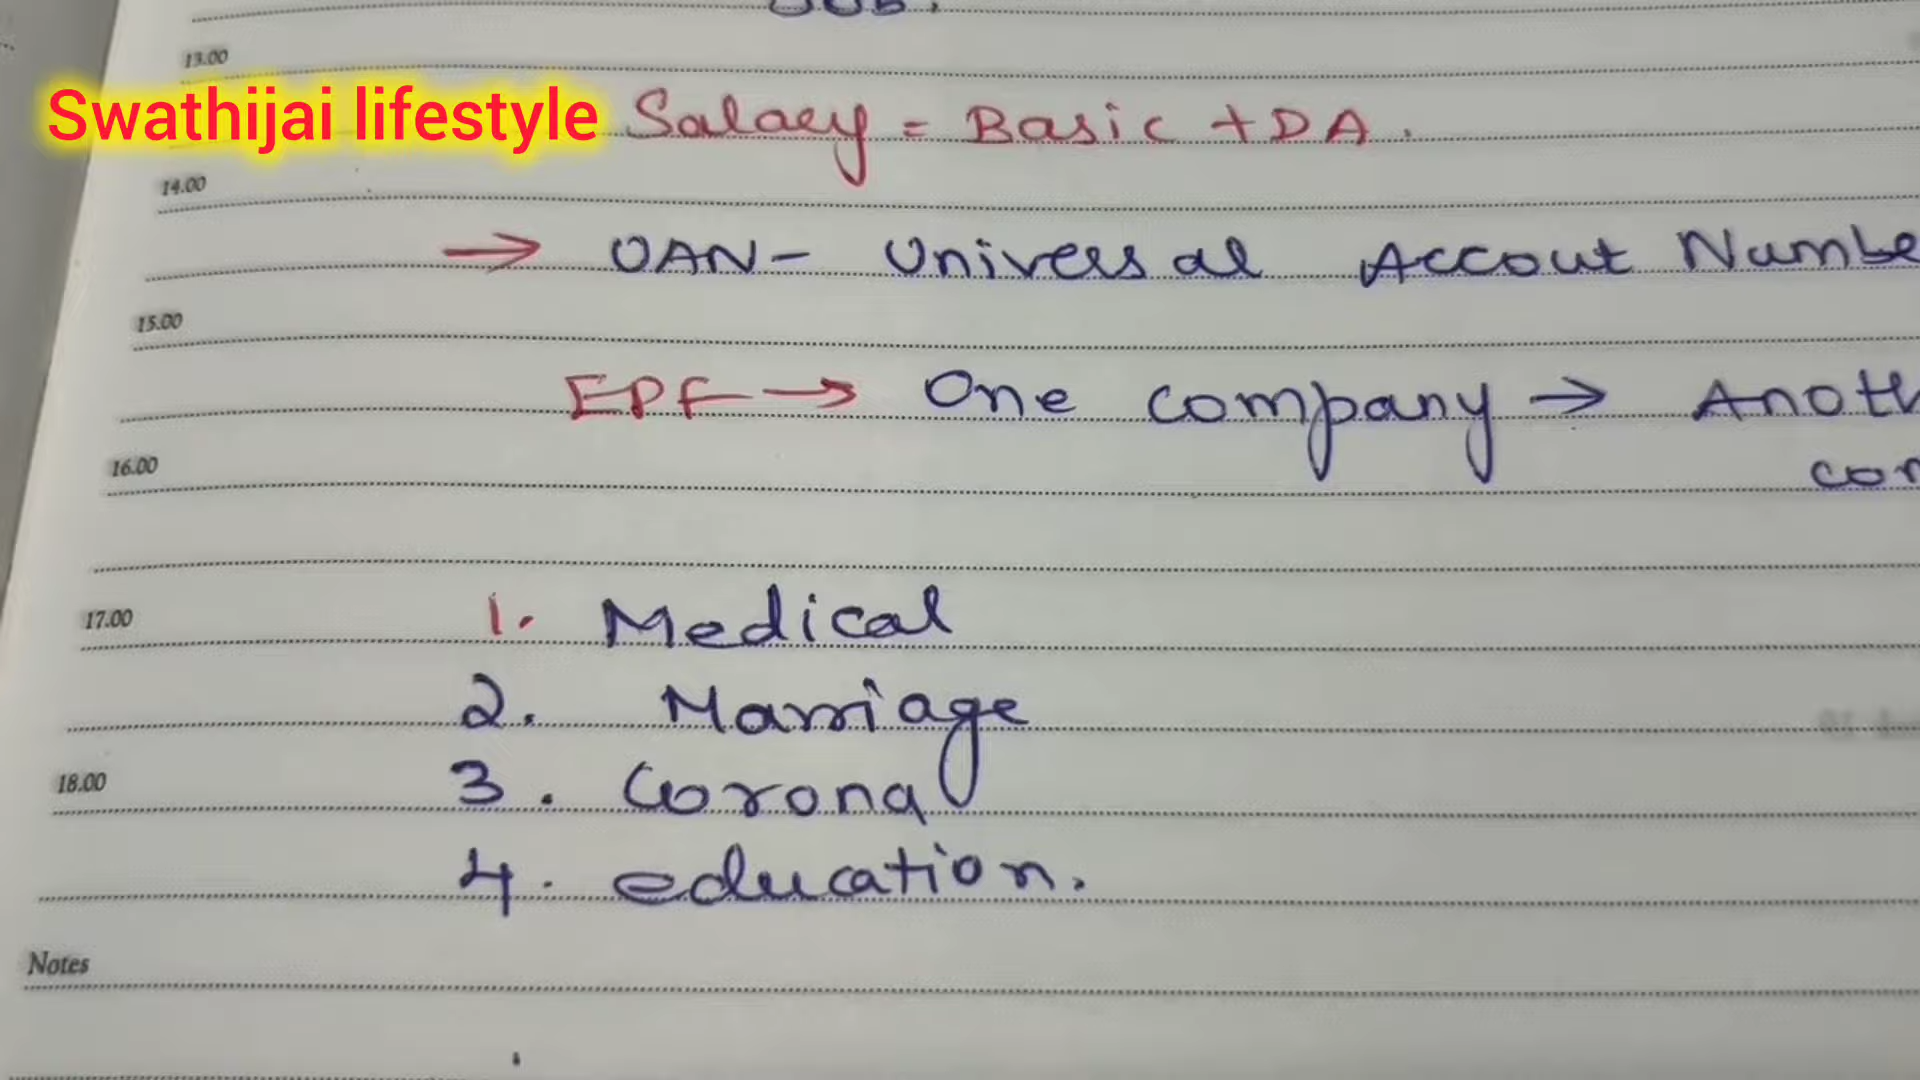 13.00
Swathijai lifestyle Salary = Basic + DA.
14.00
→ UAN - Universal Accout Numbe
15.00
EPF → One company → Anoth
16.00
com
17.00
1. Medical
2. Marriage
18.00
3. Corona
4. education.
Notes